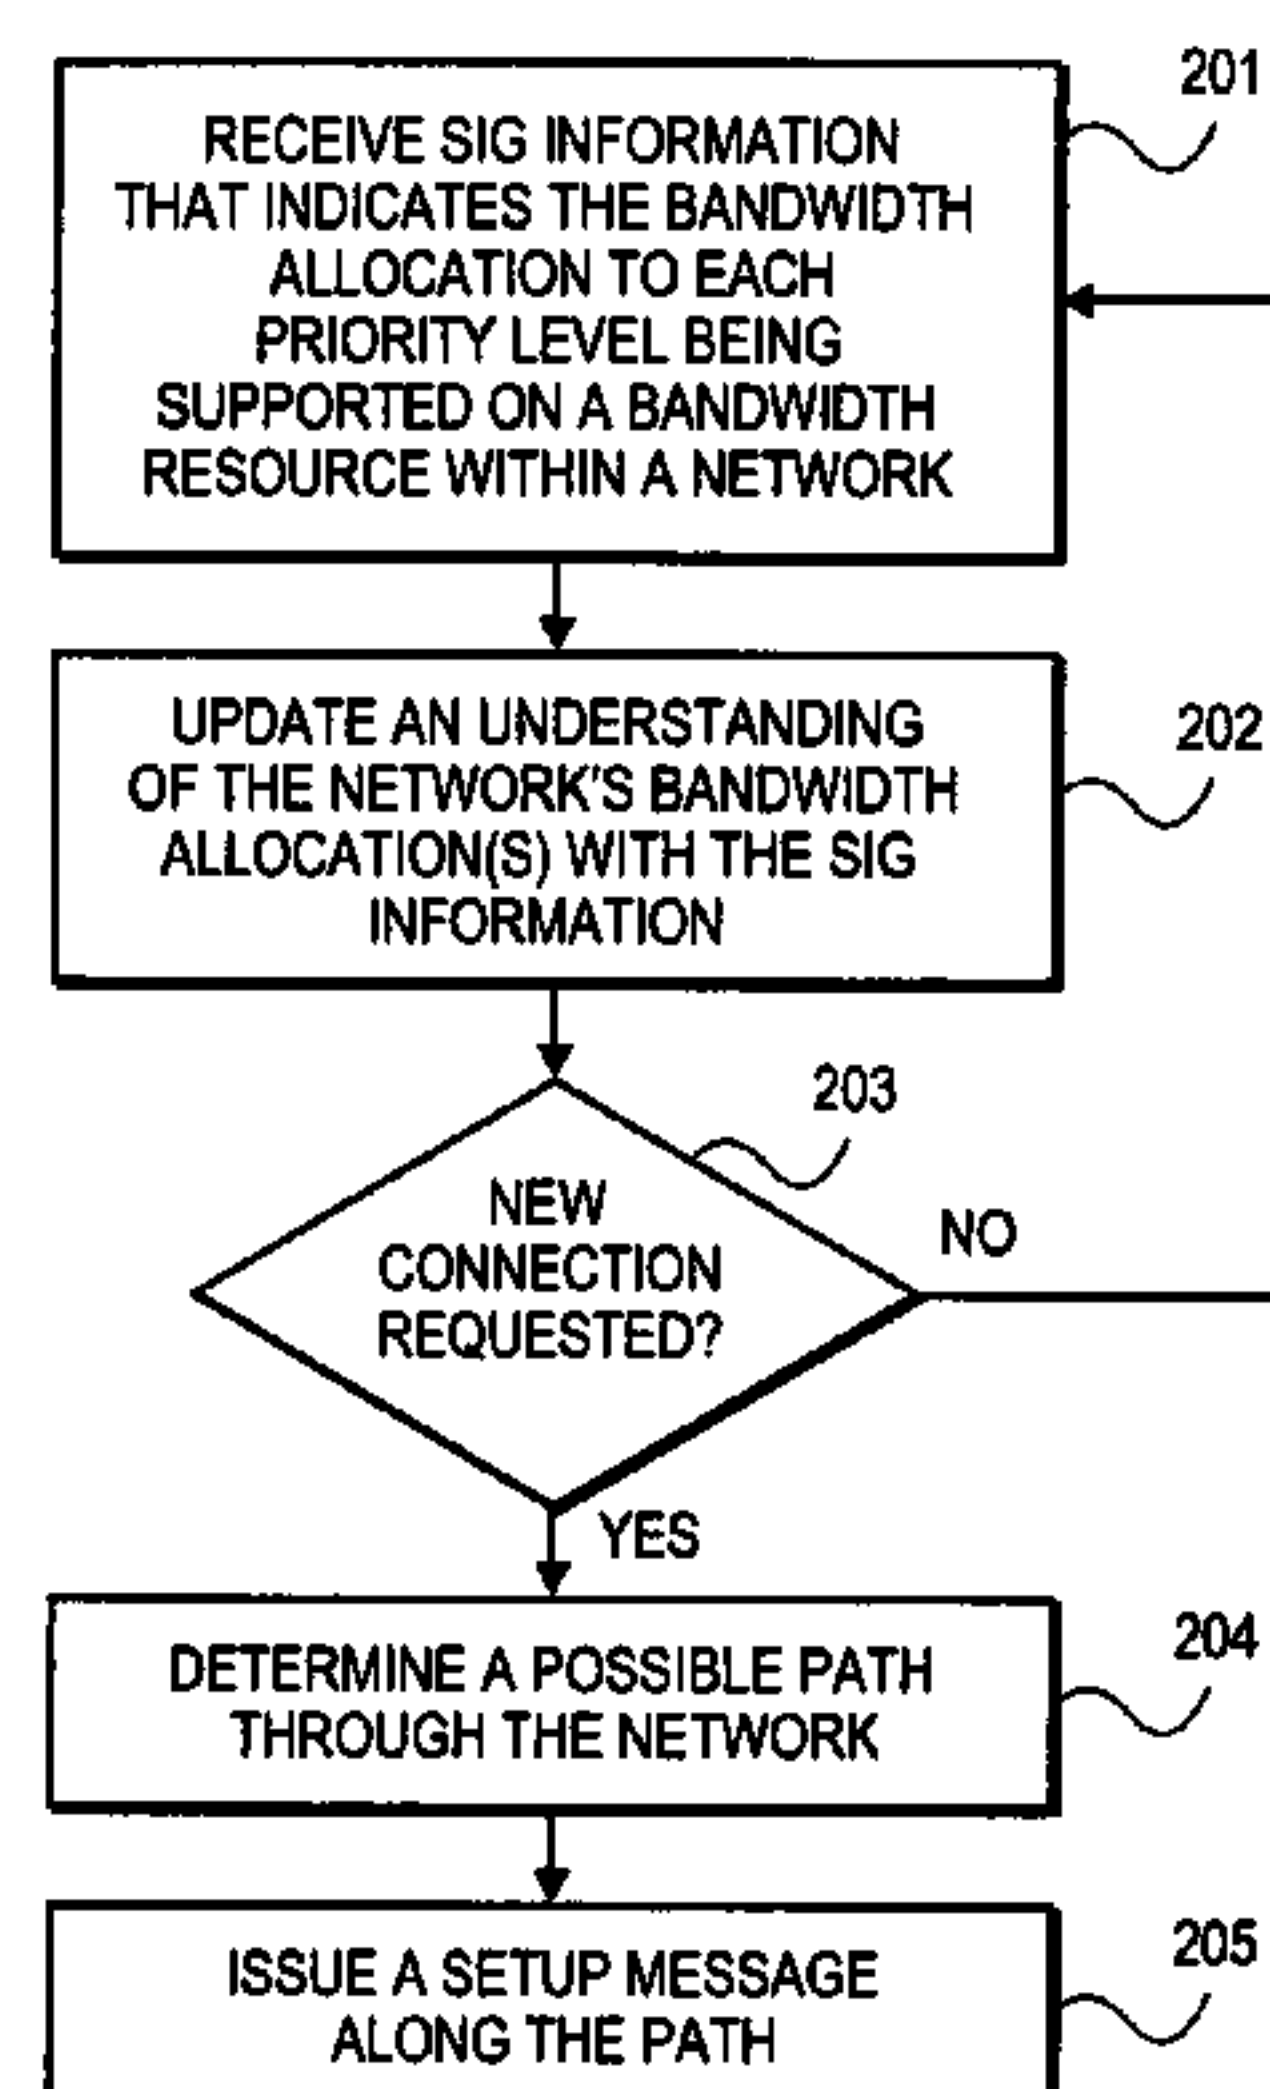 201
RECEIVE SIG INFORMATION
THAT INDICATES THE BANDWIDTH
ALLOCATION TO EACH
PRIORITY LEVEL BEING
SUPPORTED ON A BANDWIDTH
RESOURCE WITHIN A NETWORK
202
UPDATE AN UNDERSTANDING
OF THE NETWORK'S BANDWIDTH
ALLOCATION(S) WITH THE SIG
INFORMATION
203
NEW
CONNECTION
REQUESTED?
NO
YES
204
DETERMINE A POSSIBLE PATH
THROUGH THE NETWORK
205
ISSUE A SETUP MESSAGE
ALONG THE PATH